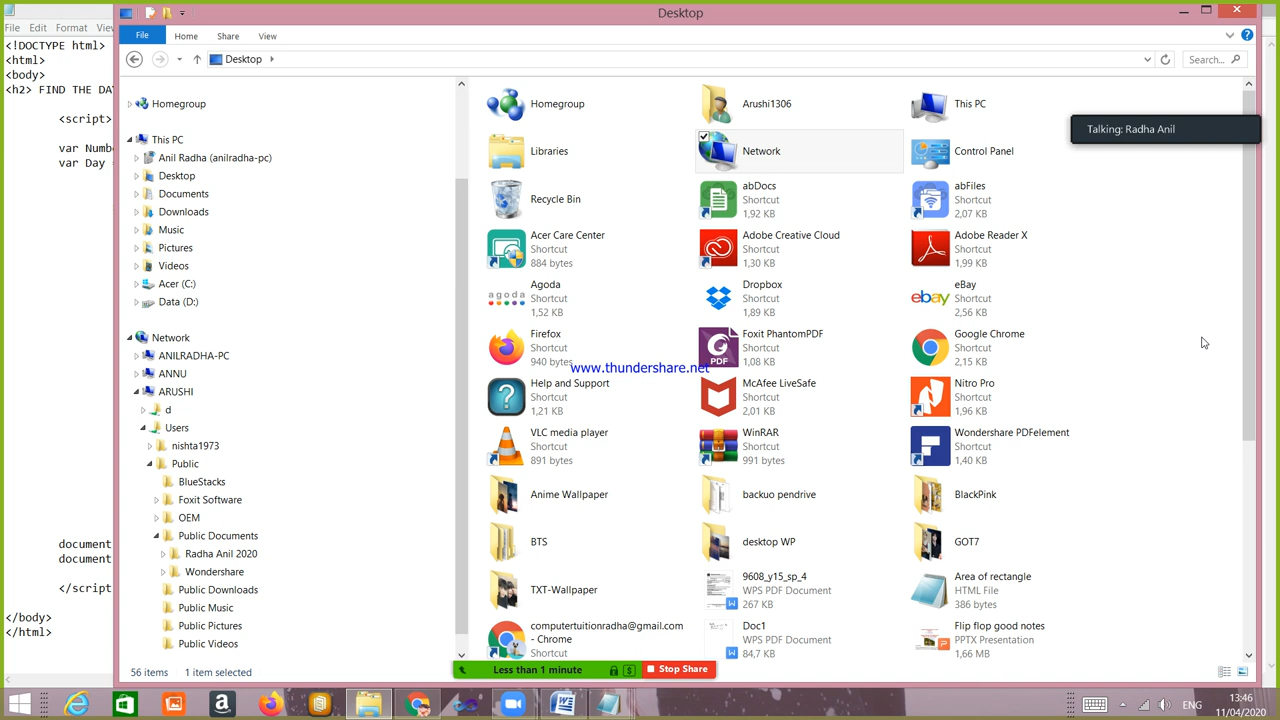 Desktop
File Edit Format View
File
Home
Share
View
Desktop
Search...
<!DOCTYPE html>
<html>
<body>
<h2> FIND THE DAY
<script>
var Numb
var Day =
document
document
</script
</body>
</html>
Homegroup
This PC
Anil Radha (anilradha-pc)
Desktop
Documents
Downloads
Music
Pictures
Videos
Acer (C:)
Data (D:)
Network
ANILRADHA-PC
ANNU
ARUSHI
d
Users
nishta1973
Public
BlueStacks
Foxit Software
OEM
Public Documents
Radha Anil 2020
Wondershare
Public Downloads
Public Music
Public Pictures
Public Videos
Homegroup
Arushi1306
This PC
Talking: Radha Anil
Libraries
Network
Control Panel
Recycle Bin
abDocs
Shortcut
1,92 KB
abFiles
Shortcut
2,07 KB
Acer Care Center
Shortcut
884 bytes
Adobe Creative Cloud
Shortcut
1,30 KB
Adobe Reader X
Shortcut
1,99 KB
agoda
Agoda
Shortcut
1,52 KB
Dropbox
Shortcut
1,89 KB
ebay
eBay
Shortcut
2,56 KB
Firefox
Shortcut
940 bytes
PDF
Foxit PhantomPDF
Shortcut
1,08 KB
Google Chrome
Shortcut
2,15 KB
www.thundershare.net
Help and Support
Shortcut
1,21 KB
McAfee LiveSafe
Shortcut
2,01 KB
Nitro Pro
Shortcut
1,96 KB
VLC media player
Shortcut
891 bytes
WinRAR
Shortcut
991 bytes
Wondershare PDFelement
Shortcut
1,40 KB
Anime Wallpaper
backuo pendrive
BlackPink
BTS
desktop WP
GOT7
TXT-Wallpaper
9608_y15_sp_4
WPS PDF Document
267 KB
Area of rectangle
HTML File
386 bytes
computertuitionradha@gmail.com
- Chrome
Shortcut
Doc1
WPS PDF Document
84,7 KB
Flip flop good notes
PPTX Presentation
1,66 MB
56 items
1 item selected
Less than 1 minute
Stop Share
ENG
13:46
11/04/2020